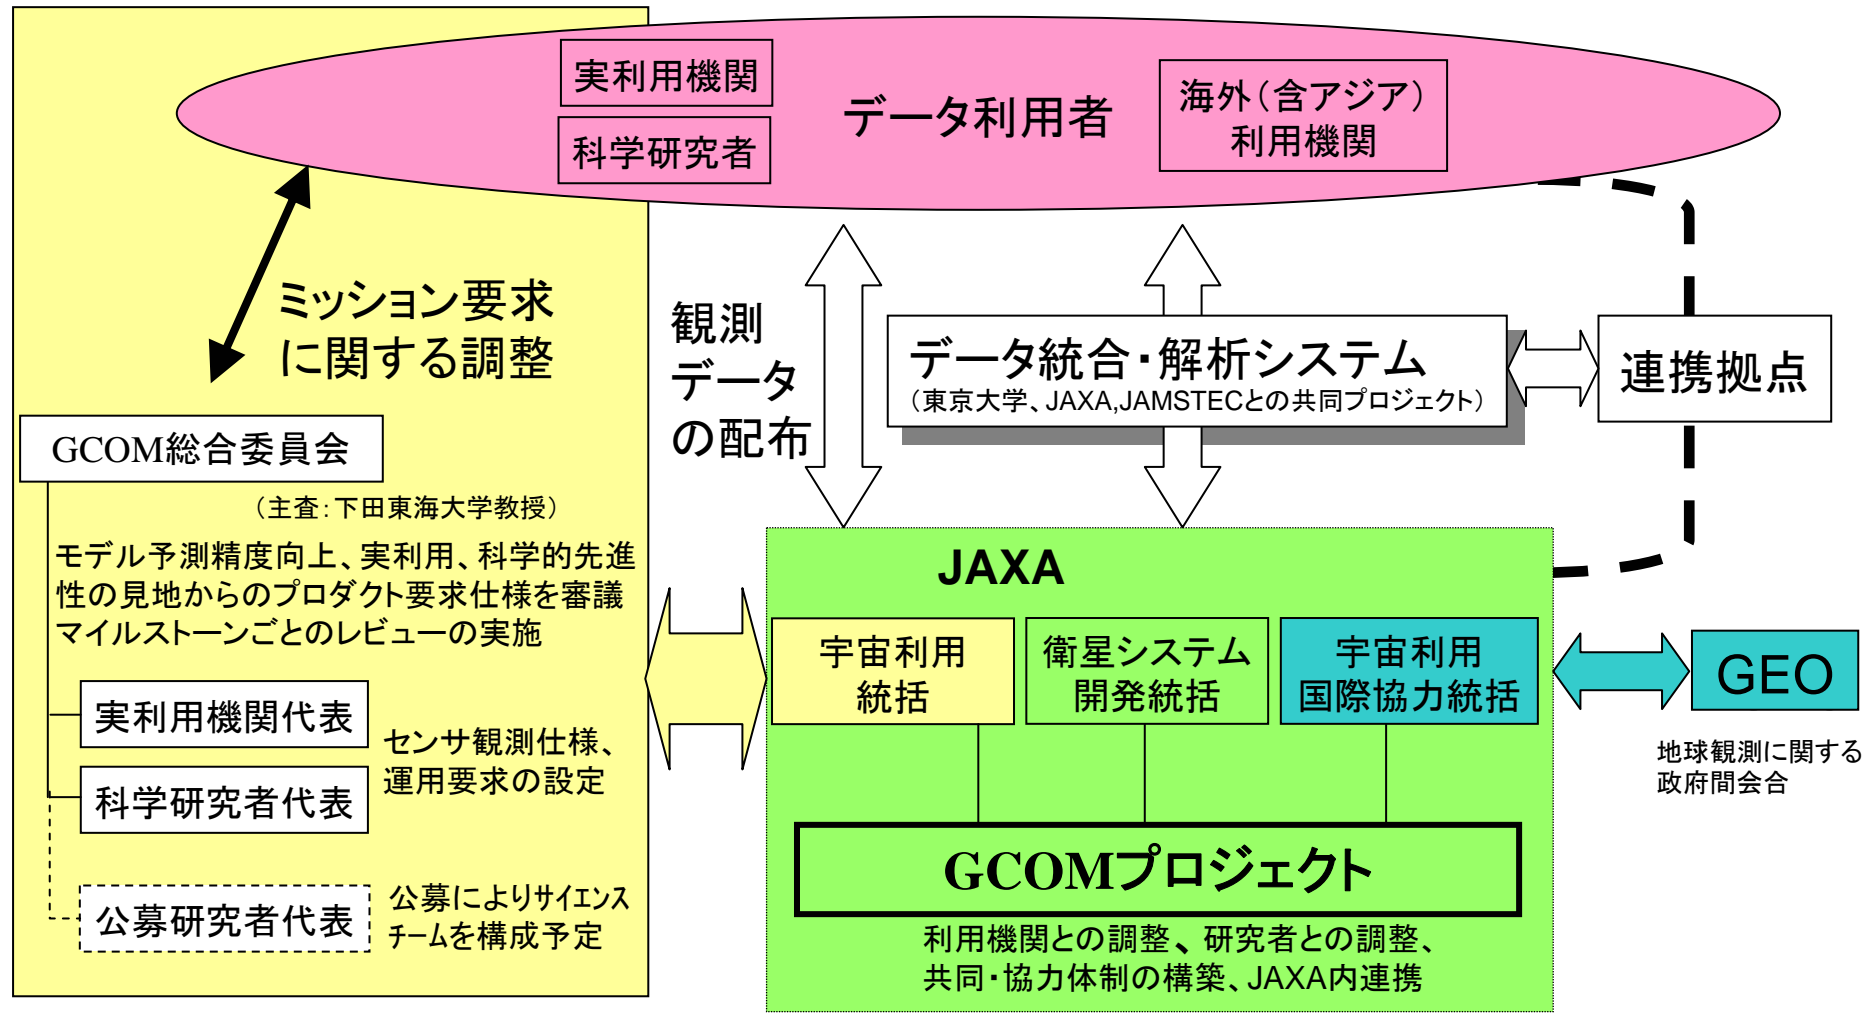 実利用機関
科学研究者
データ利用者
海外（含アジア）
利用機関
ミッション要求
に関する調整
観測
データ
の配布
データ統合・解析システム
（東京大学、JAXA,JAMSTECとの共同プロジェクト）
連携拠点
GCOM総合委員会
（主査：下田東海大学教授）
モデル予測精度向上、実利用、科学的先進
性の見地からのプロダクト要求仕様を審議
マイルストーンごとのレビューの実施
実利用機関代表
科学研究者代表
センサ観測仕様、
運用要求の設定
公募研究者代表
公募によりサイエンス
チームを構成予定
JAXA
宇宙利用
統括
衛星システム
開発統括
宇宙利用
国際協力統括
GEO
地球観測に関する
政府間会合
GCOMプロジェクト
利用機関との調整、研究者との調整、
共同・協力体制の構築、JAXA内連携